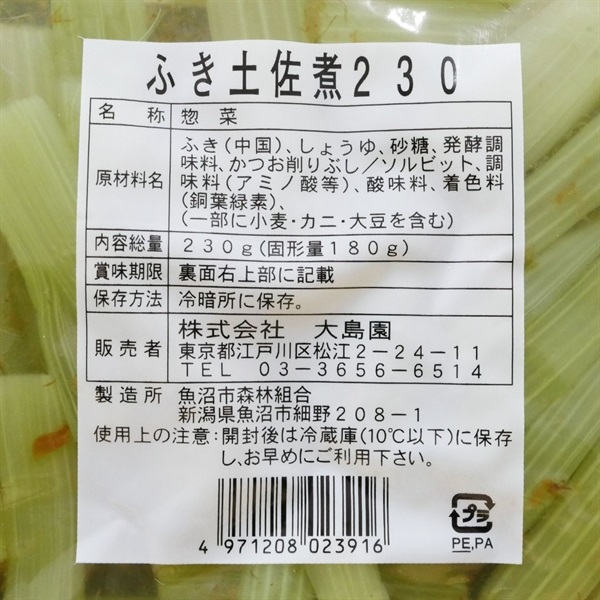 ふき土佐煮230
名称 惣菜
原材料名 ふき(中国)、しょうゆ、砂糖、発酵調
味料、かつお削りぶし/ソルビット、調
味料(アミノ酸等)、酸味料、着色料
(銅葉緑素)、
(一部に小麦・カニ・大豆を含む)
内容総量 230g(固形量180g)
賞味期限 裏面右上部に記載
保存方法 冷暗所に保存。
販売者 株式会社 大島園
東京都江戸川区松江2-24-11
TEL 03-3656-6514
製造所 魚沼市森林組合
新潟県魚沼市細野208-1
使用上の注意:開封後は冷蔵庫(10℃以下)に保存
し、お早めにご利用下さい。
4 971208 023916
プラ
PE,PA